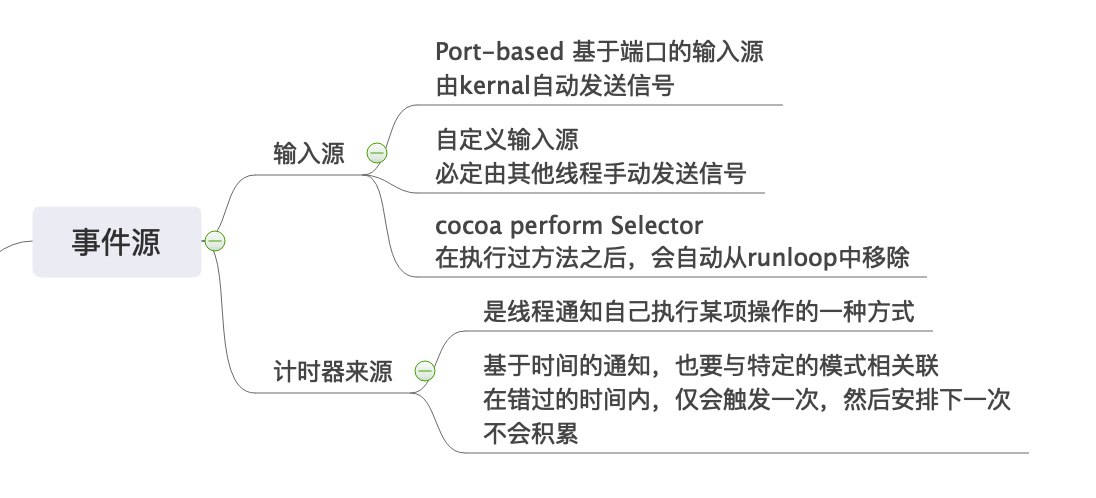 Port-based 基于端口的输入源
由kernal自动发送信号
输入源
自定义输入源
必定由其他线程手动发送信号
cocoa perform Selector
在执行过方法之后，会自动从runloop中移除
事件源
是线程通知自己执行某项操作的一种方式
计时器来源
基于时间的通知，也要与特定的模式相关联
在错过的时间内，仅会触发一次，然后安排下一次
不会积累